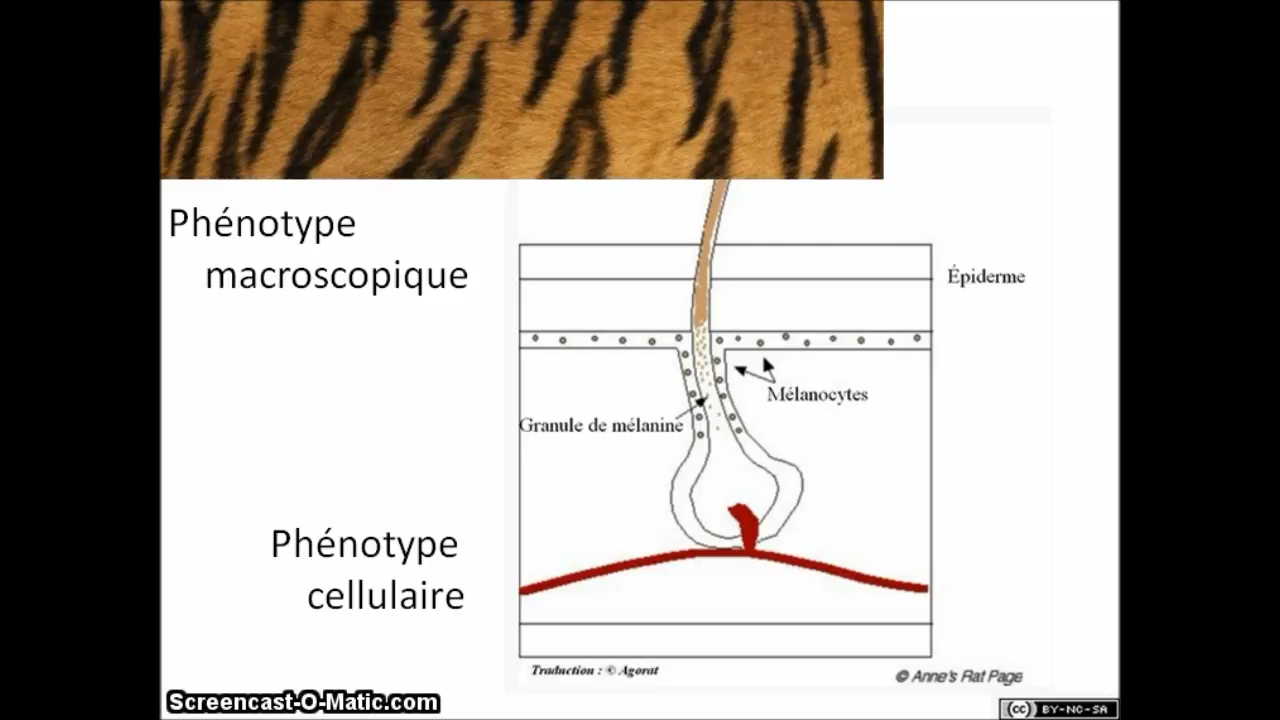 Phénotype
macroscopique
Épiderme
Mélanocytes
Granule de mélanine
Phénotype
cellulaire
Traduction : © Agorat
© Anne's Rat Page
Screencast-O-Matic.com
(cc) BY-NC-SA